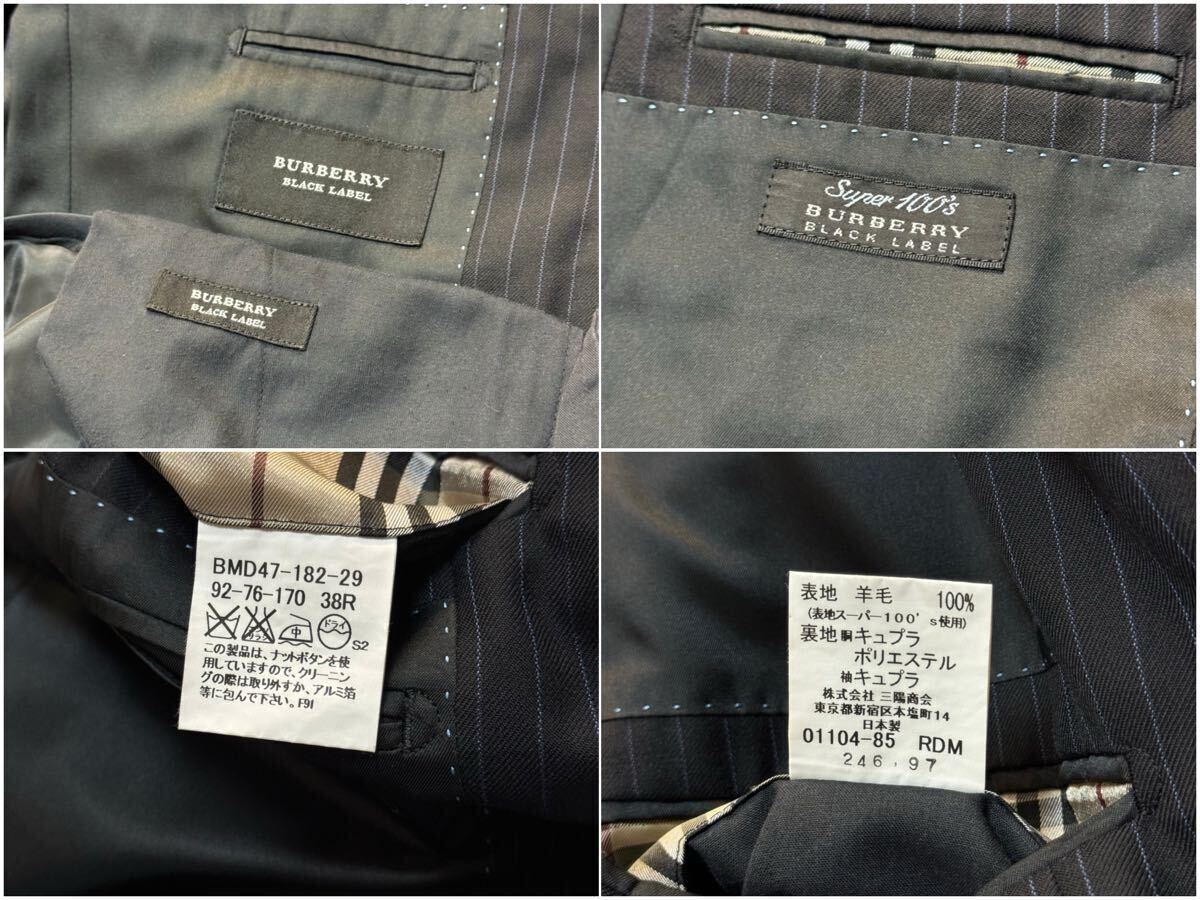 BURBERRY
BLACK LABEL
BURBERRY
BLACK LABEL
Super 100's
BURBERRY
BLACK LABEL
BMD47-182-29
92-76-170 38R
中 ドライ S2
この製品は、ナットボタンを使
用していますので、クリーニン
グの際は取り外すか、アルミ箔
等に包んで下さい。F91
表地 羊毛 100%
(表地スーパー100's使用)
裏地 胴キュプラ
ポリエステル
袖キュプラ
株式会社 三陽商会
東京都新宿区本塩町14
日本製
01104-85 RDM
246.97